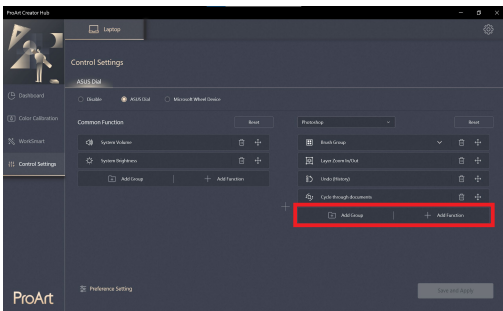 ProArt Creator Hub
Laptop
Control Settings
ASUS Dial
Dashboard
Disable ASUS Dial Microsoft Wheel Device
Color Calibration
Common Function Reset Photoshop Reset
WorkSmart
System Volume Brush Group
Control Settings
System Brightness Layer Zoom In/Out
Add Group Add Function Undo (History)
Cycle through documents
Add Group Add Function
Preference Setting Save and Apply
ProArt